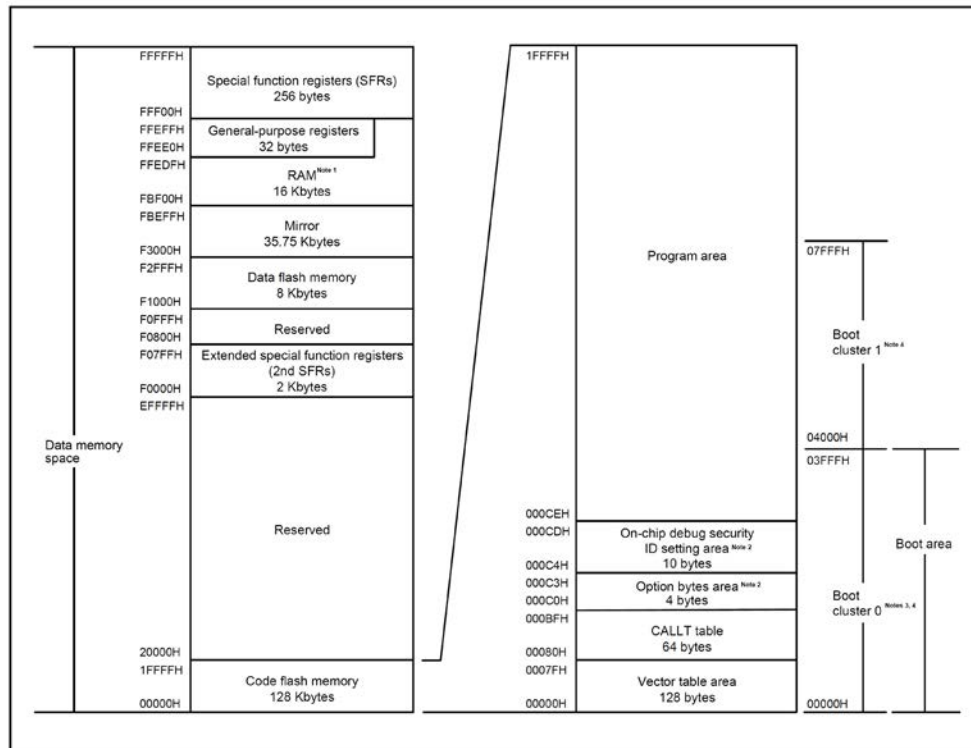 FFFFFH
Special function registers (SFRs)
256 bytes
FFF00H
FFEFFH
General-purpose registers
32 bytes
FFEE0H
FFEDFH
RAM Note 1
16 Kbytes
FBF00H
FBEFFH
Mirror
35.75 Kbytes
F3000H
F2FFFH
Data flash memory
8 Kbytes
F1000H
F0FFFH
Reserved
F0800H
F07FFH
Extended special function registers
(2nd SFRs)
2 Kbytes
F0000H
EFFFFH
Data memory
space
Reserved
20000H
1FFFFH
Code flash memory
128 Kbytes
00000H
1FFFFH
Program area
000CEH
000CDH
On-chip debug security
ID setting area Note 2
10 bytes
000C4H
000C3H
Option bytes area Note 2
4 bytes
000C0H
000BFH
CALLT table
64 bytes
00080H
0007FH
Vector table area
128 bytes
00000H
07FFFH
Boot
cluster 1 Note 4
04000H
03FFFH
Boot area
Boot
cluster 0 Notes 3, 4
00000H